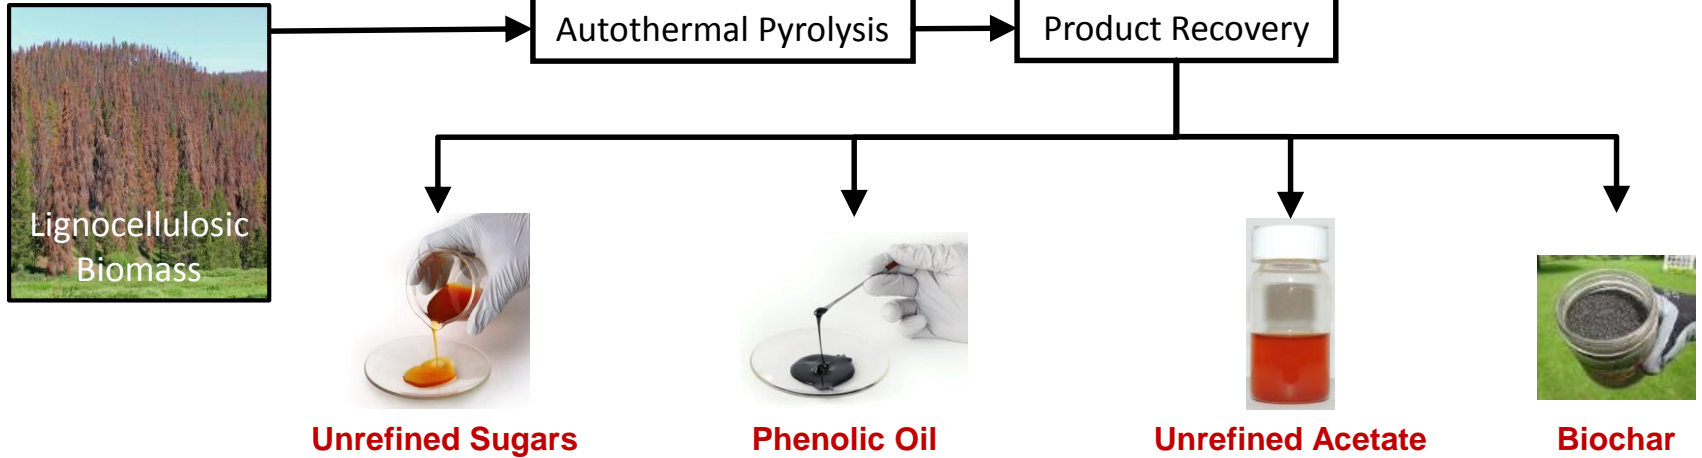 Autothermal Pyrolysis
Product Recovery
Lignocellulosic
Biomass
Unrefined Sugars
Phenolic Oil
Unrefined Acetate
Biochar